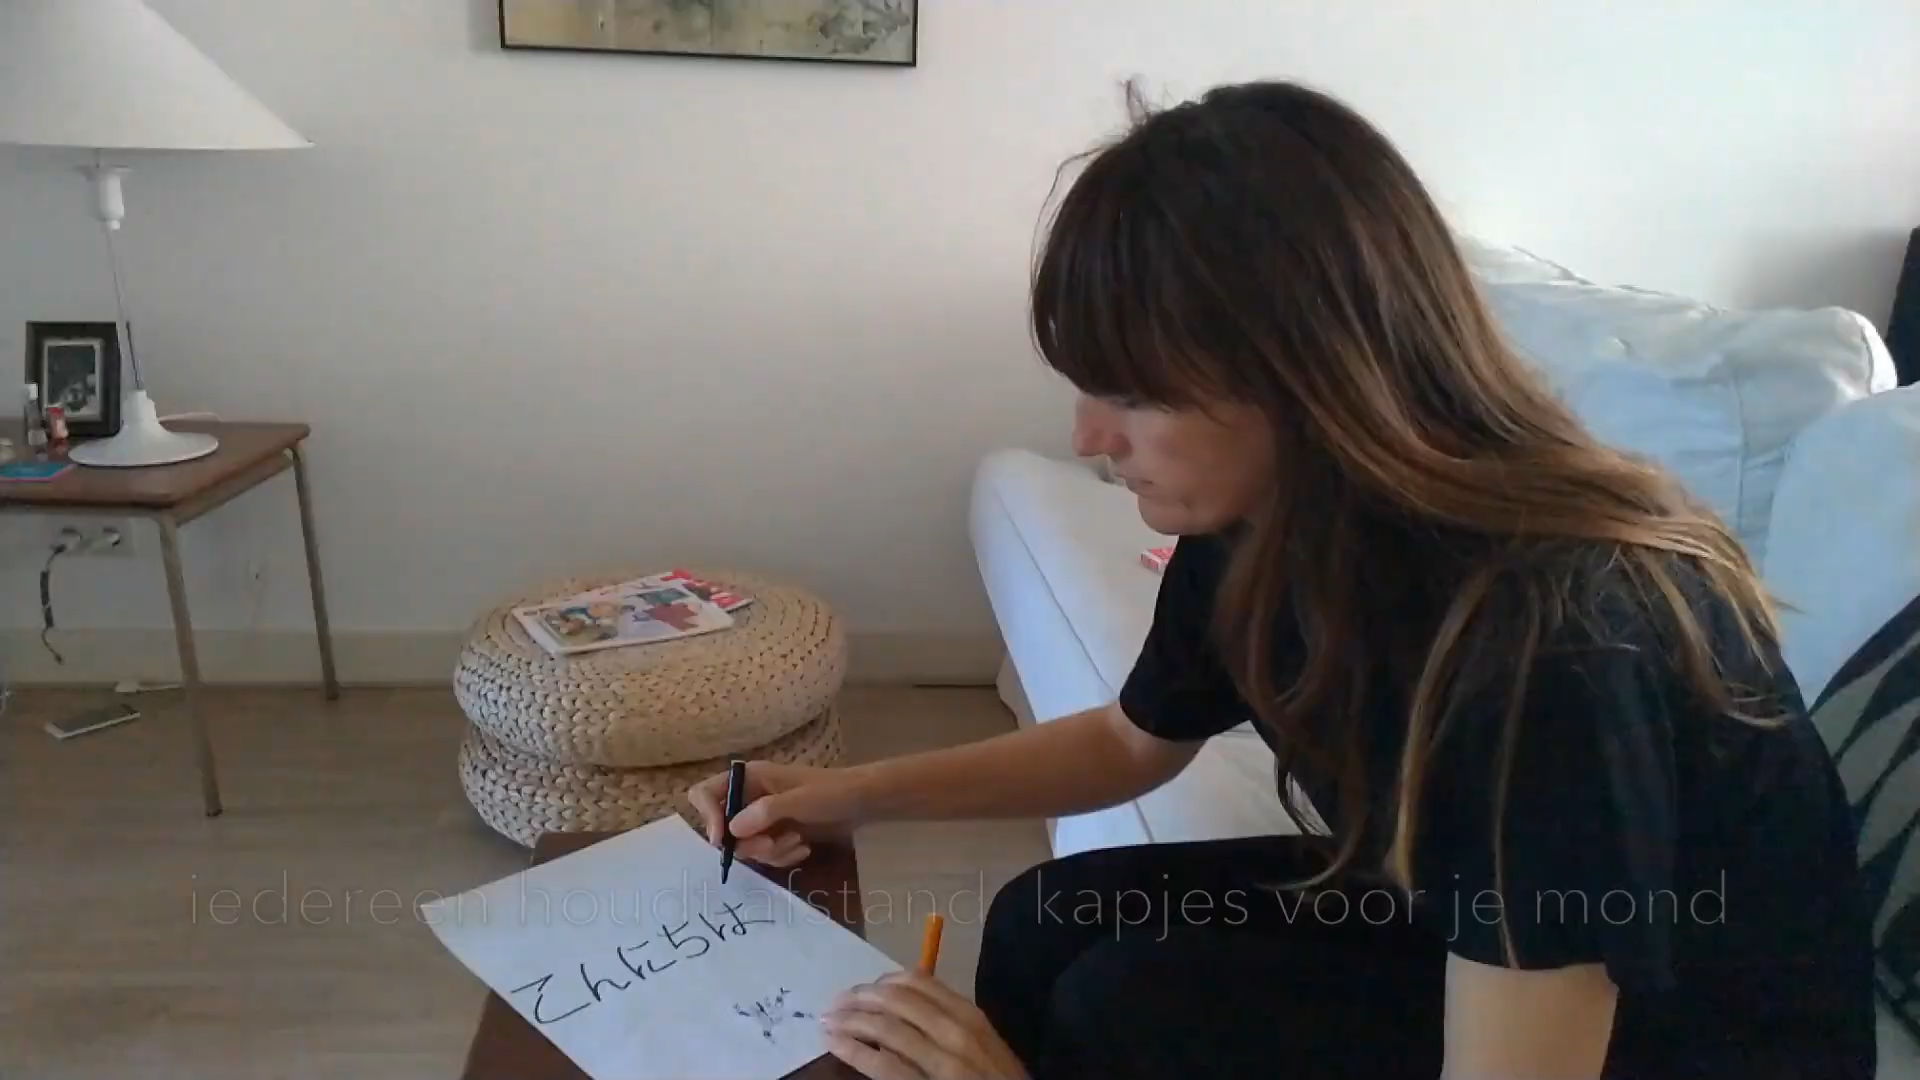 こんにちは
iedereen houdt afstand, kapjes voor je mond